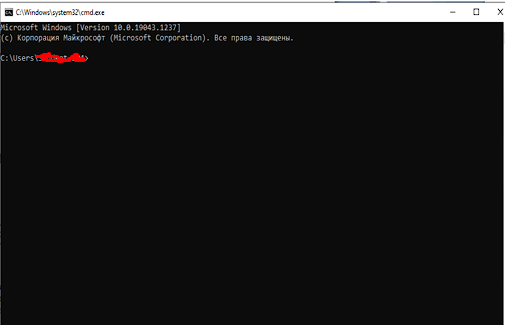 C:\Windows\system32\cmd.exe
Microsoft Windows [Version 10.0.19043.1237]
(c) Корпорация Майкрософт (Microsoft Corporation). Все права защищены.
C:\Users\